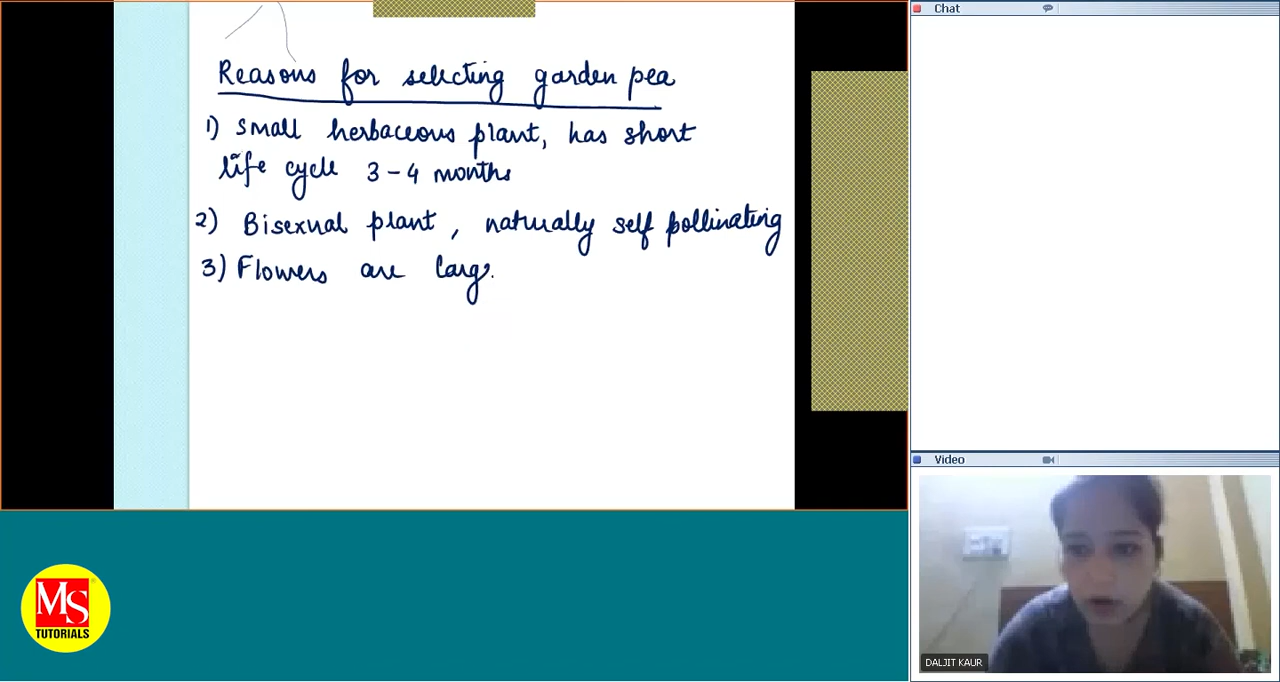 Reasons for selecting garden pea
1) Small herbaceous plant, has short
life cycle 3-4 months
2) Bisexual plant, naturally self pollinating
3) Flowers are larg.
Chat
Video
DALJIT KAUR
MS
TUTORIALS